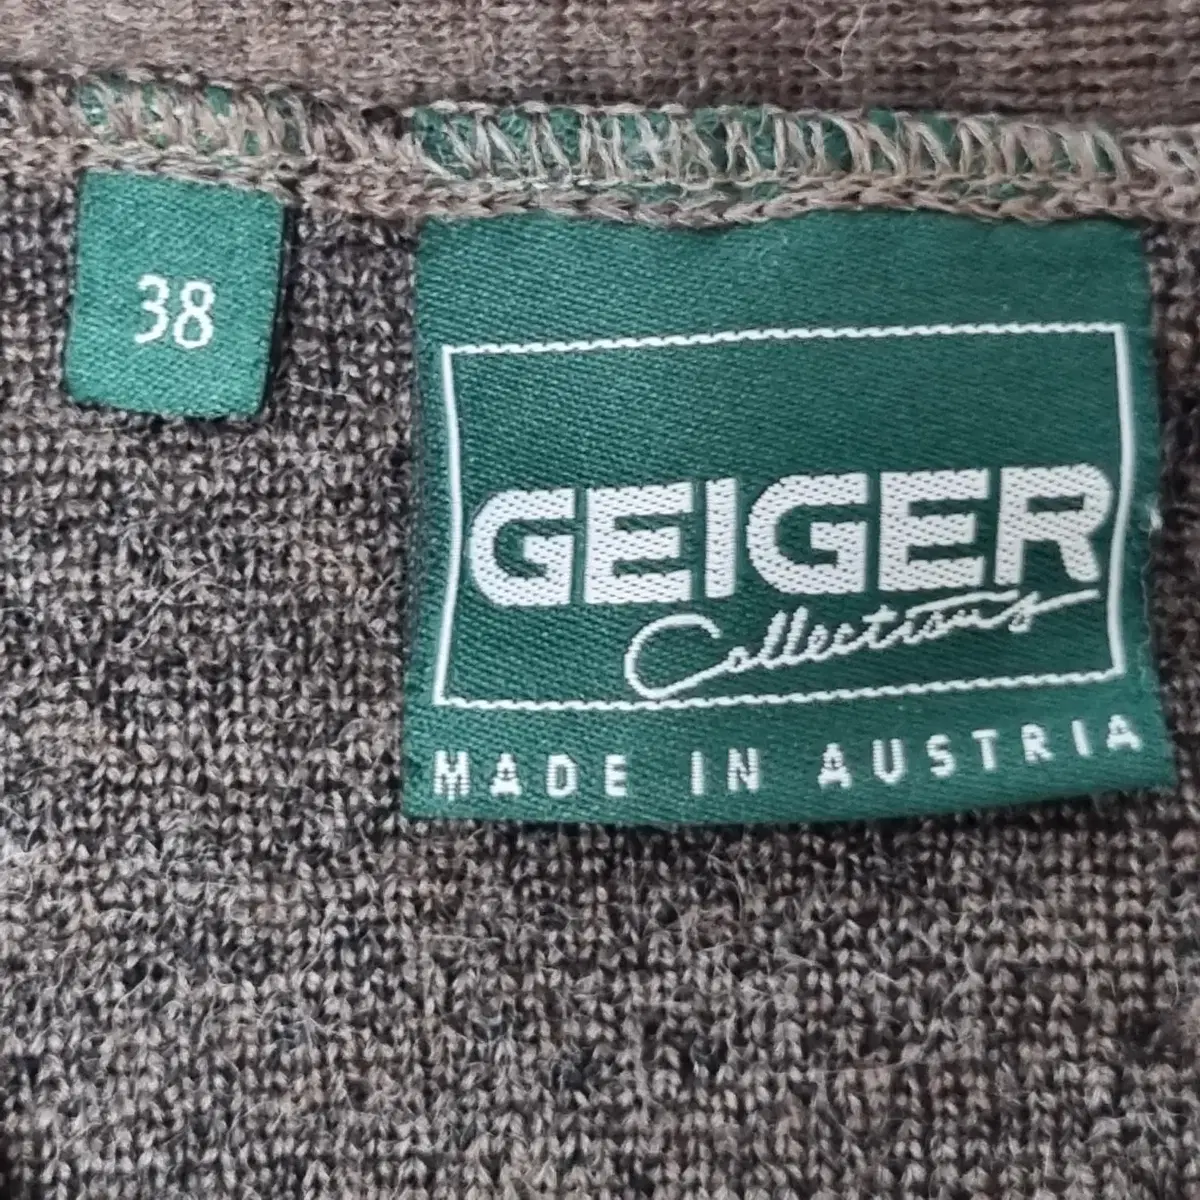 38
GEIGER
Collections
MADE IN AUSTRIA